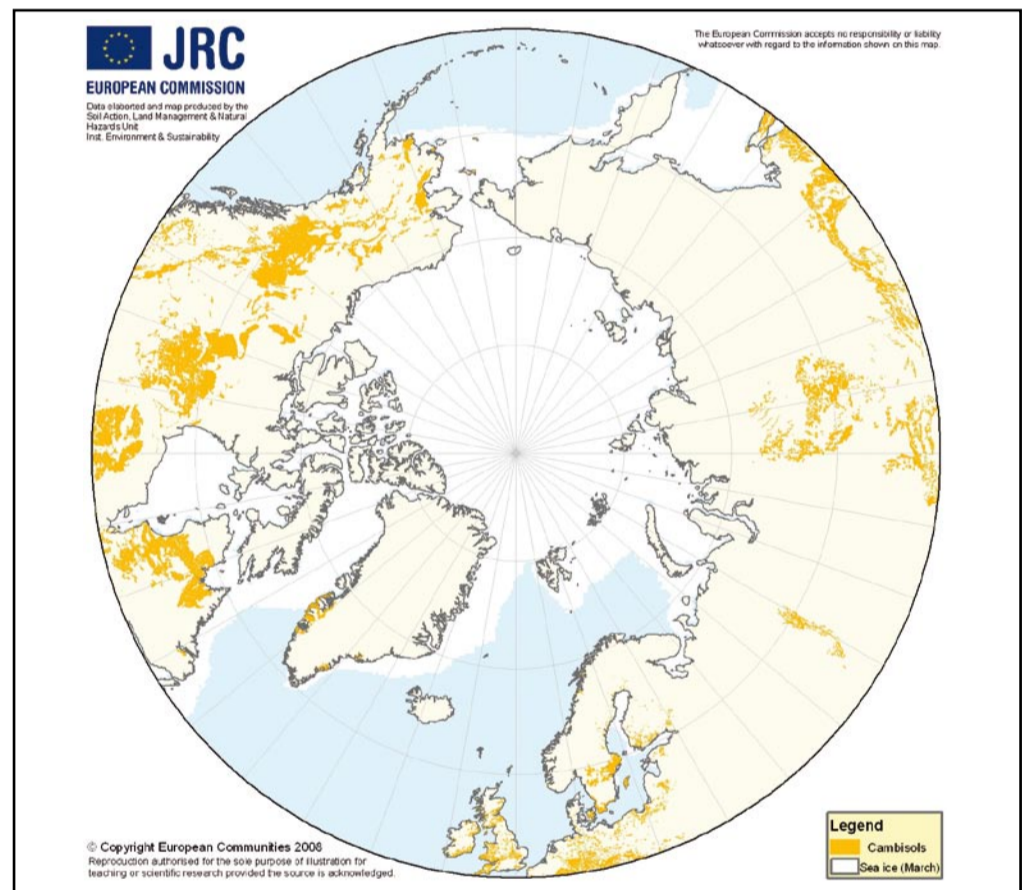 JRC
EUROPEAN COMMISSION
Data elaborated and map produced by the
Soil Action, Land Management & Natural
Hazards Unit
Inst. Environment & Sustainability
The European Commission accepts no responsibility or liability
whatsoever with regard to the information shown on this map.
Legend
Cambisols
Sea ice (March)
© Copyright European Communities 2008
Reproduction authorised for the sole purpose of illustration for
teaching or scientific research provided the source is acknowledged.